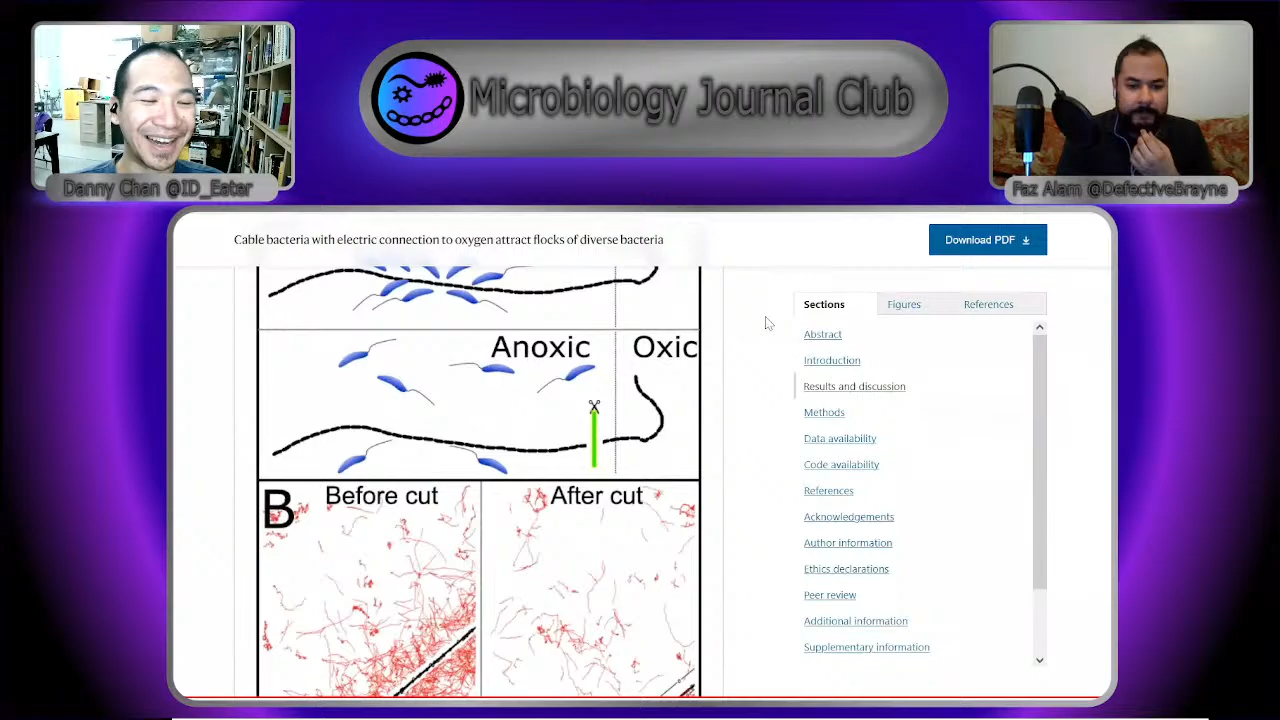 Microbiology Journal Club
Danny Chan @ID_Eater
Faz Alam @DefectiveBrayne
Cable bacteria with electric connection to oxygen attract flocks of diverse bacteria
Download PDF
Anoxic
Oxic
B
Before cut
After cut
Sections
Figures
References
Abstract
Introduction
Results and discussion
Methods
Data availability
Code availability
References
Acknowledgements
Author information
Ethics declarations
Peer review
Additional information
Supplementary information